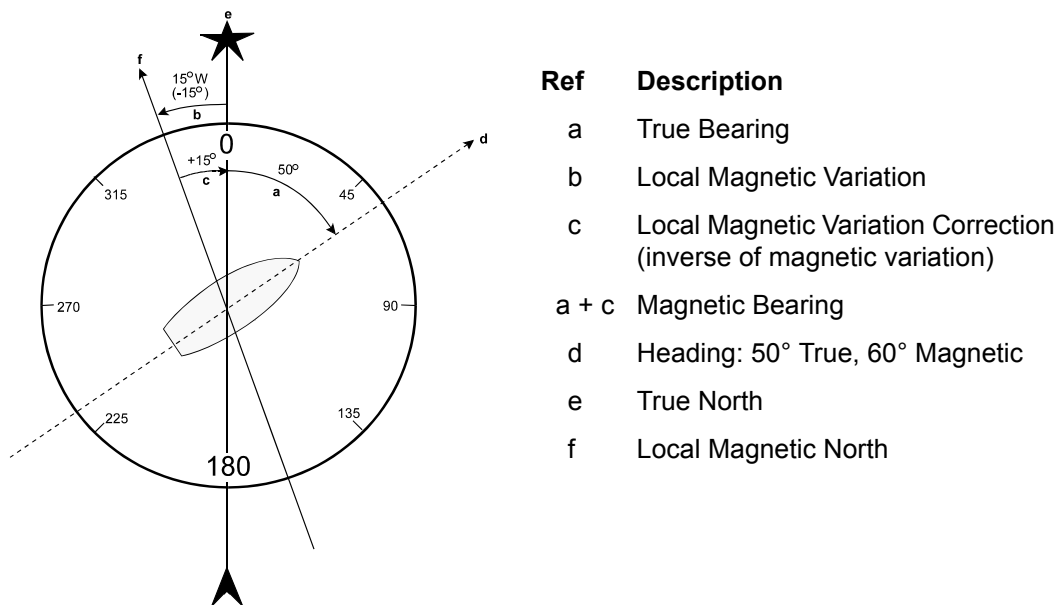 e
f
15°W
(-15°)
b
0
+15°
c
50°
a
d
315
45
270
90
225
135
180
Ref Description
a True Bearing
b Local Magnetic Variation
c Local Magnetic Variation Correction
(inverse of magnetic variation)
a + c Magnetic Bearing
d Heading: 50° True, 60° Magnetic
e True North
f Local Magnetic North